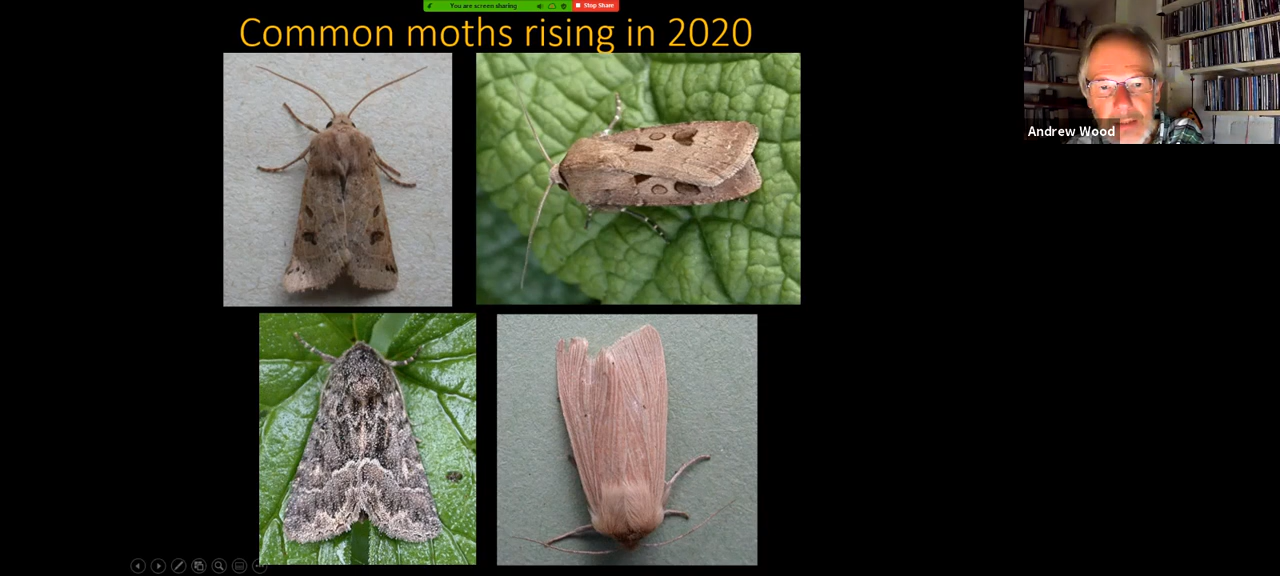 You are screen sharing
Stop Share
Common moths rising in 2020
Andrew Wood